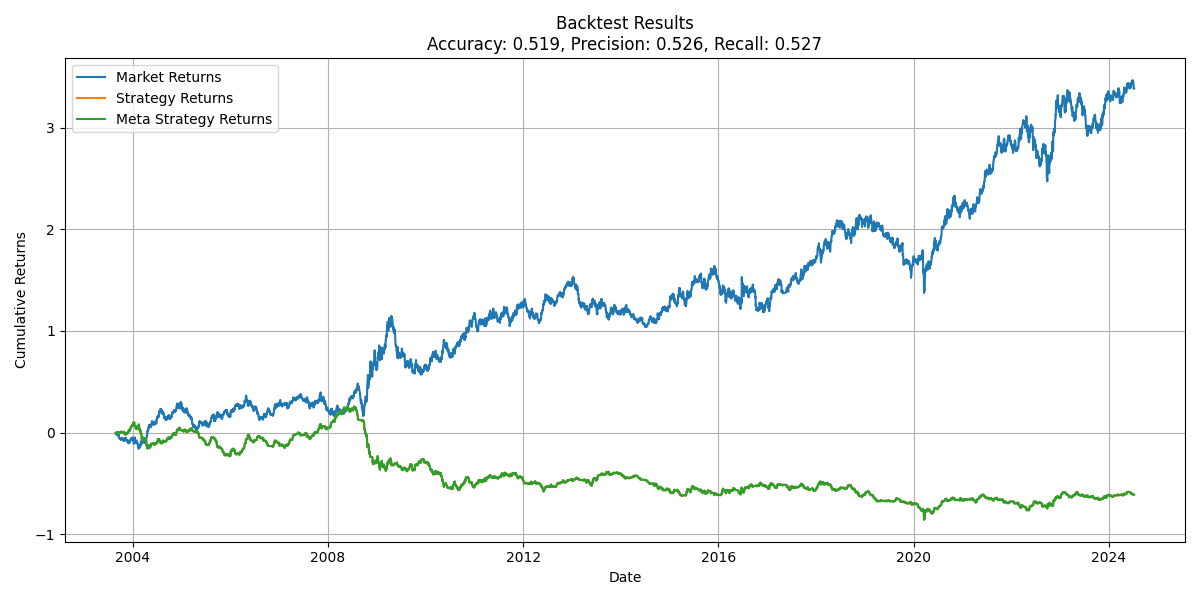 Backtest Results
Accuracy: 0.519, Precision: 0.526, Recall: 0.527
Market Returns
Strategy Returns
Meta Strategy Returns
Cumulative Returns
3
2
1
0
−1
2004 2008 2012 2016 2020 2024
Date